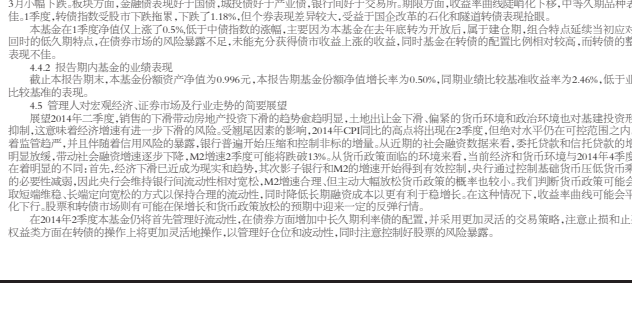 3月小幅下跌。板块方面,金融债表现好于国债,城投债好于产业债,银行间好于交易所。期限方面,收益率曲线陡峭化下移,中等久期品种表
佳。1季度,转债指数受股市下跌拖累,下跌了1.18%,但个券表现差异较大,受益于国企改革的石化和隧道转债表现抬眼。
本基金在1季度净值仅上涨了0.5%,低于中债指数的涨幅,主要因为本基金在去年底转为开放后,属于建仓期,组合特点延续当初应对
回时的低久期特点,在债券市场的风险暴露不足,未能充分获得债市收益上涨的收益,同时基金在转债的配置比例相对较高,而转债的整
表现不佳。
4.4.2 报告期内基金的业绩表现
截止本报告期末,本基金份额资产净值为0.996元,本报告期基金份额净值增长率为0.50%,同期业绩比较基准收益率为2.46%,低于业
比较基准的表现。
4.5 管理人对宏观经济、证券市场及行业走势的简要展望
展望2014年二季度,销售的下滑带动房地产投资下滑的趋势愈趋明显,土地出让金下滑、偏紧的货币环境和政治环境也对基建投资形
抑制,这意味着经济增速有进一步下滑的风险。受翘尾因素的影响,2014年CPI同比的高点将出现在2季度,但绝对水平仍在可控范围之内。
着监管趋严,并且伴随着信用风险的暴露,银行普遍开始压缩和控制非标的增量。从近期的社会融资数据来看,委托贷款和信托贷款的增
明显放缓,带动社会融资增速逐步下降,M2增速2季度可能将跌破13%。从货币政策面临的环境来看,当前经济和货币环境与2014年4季度
在着明显的不同;首先,经济下滑已近成为现实和趋势,其次影子银行和M2的增速开始得到有效控制,央行通过控制基础货币压低货币乘
的必要性减弱,因此央行会维持银行间流动性相对宽松,M2增速合理,但主动大幅放松货币政策的概率也较小。我们判断货币政策可能会
取短端维稳、长端定向宽松的方式以保持合理的流动性,同时降低长期融资成本以更有利于稳增长。在这种情况下,收益率曲线可能会平
化下行。股票和转债市场则有可能在保增长和货币政策放松的预期中迎来一定的反弹行情。
在2014年2季度本基金仍将首先管理好流动性,在债券方面增加中长久期利率债的配置,并采用更加灵活的交易策略,注意止损和止
权益类方面在转债的操作上将更加灵活地操作,以管理好仓位和波动性,同时注意控制好股票的风险暴露。